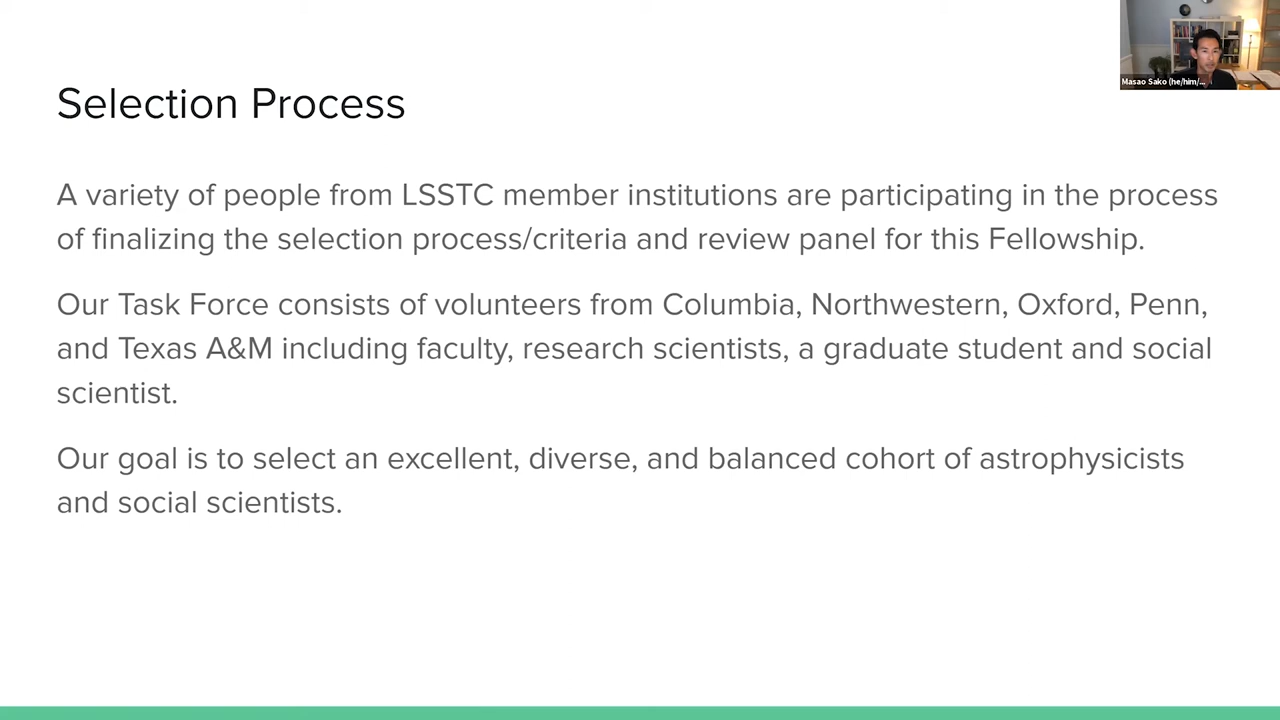 Masao Sako (he/him/...
Selection Process
A variety of people from LSSTC member institutions are participating in the process
of finalizing the selection process/criteria and review panel for this Fellowship.
Our Task Force consists of volunteers from Columbia, Northwestern, Oxford, Penn,
and Texas A&M including faculty, research scientists, a graduate student and social
scientist.
Our goal is to select an excellent, diverse, and balanced cohort of astrophysicists
and social scientists.